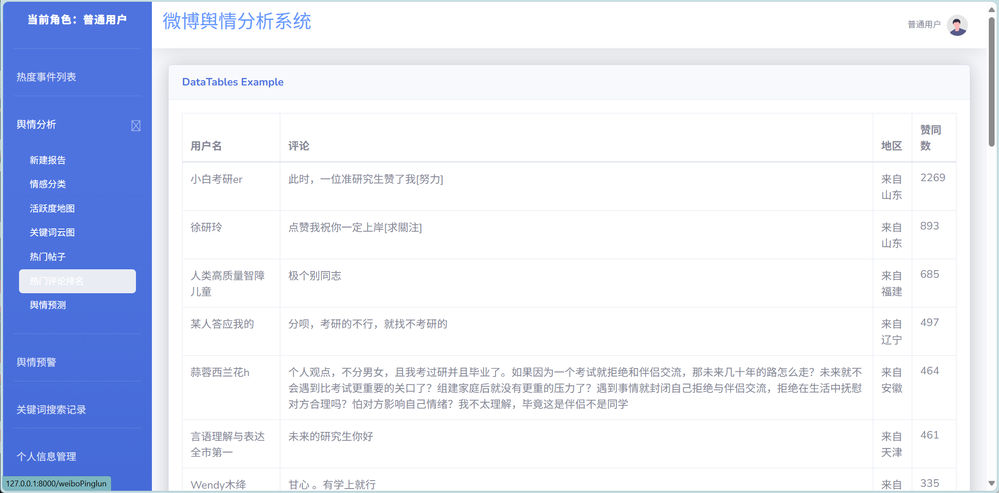 当前角色：普通用户
微博舆情分析系统
普通用户
热度事件列表
舆情分析
新建报告
情感分类
活跃度地图
关键词云图
热门帖子
热门评论排名
舆情预测
舆情预警
关键词搜索记录
个人信息管理
127.0.0.1:8000/weiboPinglun
DataTables Example
用户名
评论
地区
赞同
数
小白考研er
此时，一位准研究生赞了我[努力]
来自
山东
2269
徐研玲
点赞我祝你一定上岸[求關注]
来自
山东
893
人类高质量智障
儿童
极个别同志
来自
福建
685
某人答应我的
分呗，考研的不行，就找不考研的
来自
辽宁
497
蒜蓉西兰花h
个人观点，不分男女，且我考过研并且毕业了。如果因为一个考试就拒绝和伴侣交流，那未来几十年的路怎么走？未来就不
会遇到比考试更重要的关口了？组建家庭后就没有更重的压力了？遇到事情就封闭自己拒绝与伴侣交流，拒绝在生活中抚慰
对方合理吗？怕对方影响自己情绪？我不太理解，毕竟这是伴侣不是同学
来自
安徽
464
言语理解与表达
全市第一
未来的研究生你好
来自
天津
461
Wendy木绛
甘心 。有学上就行
来自
335